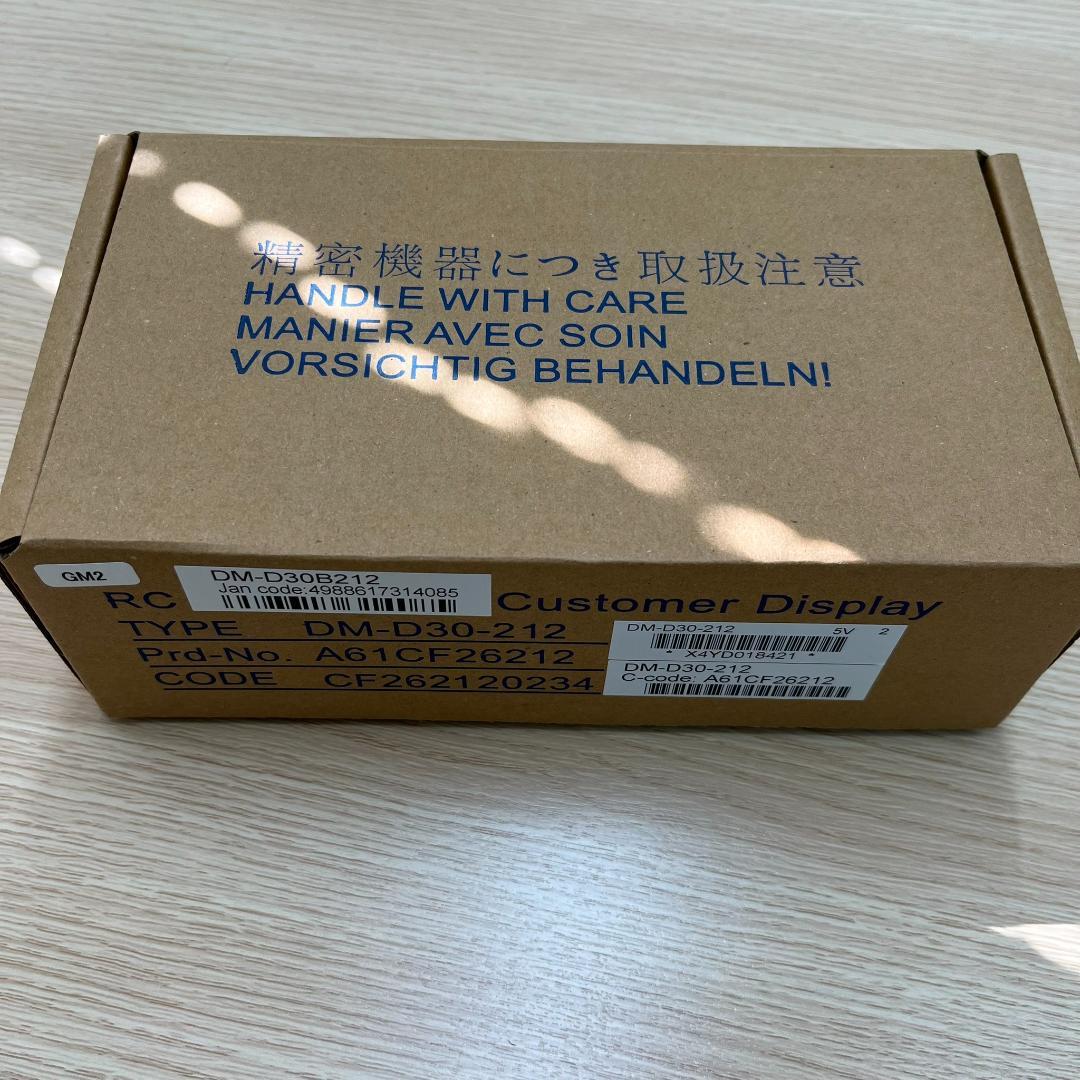 精密機器につき取扱注意
HANDLE WITH CARE
MANIER AVEC SOIN
VORSICHTIG BEHANDELN!
GM2
DM-D30B212
Jan code:4988617314085
RC
Customer Display
TYPE DM-D30-212
Prd-No. A61CF26212
CODE CF262120234
DM-D30-212 5V 2
* X4YD018421 *
DM-D30-212
C-code: A61CF26212